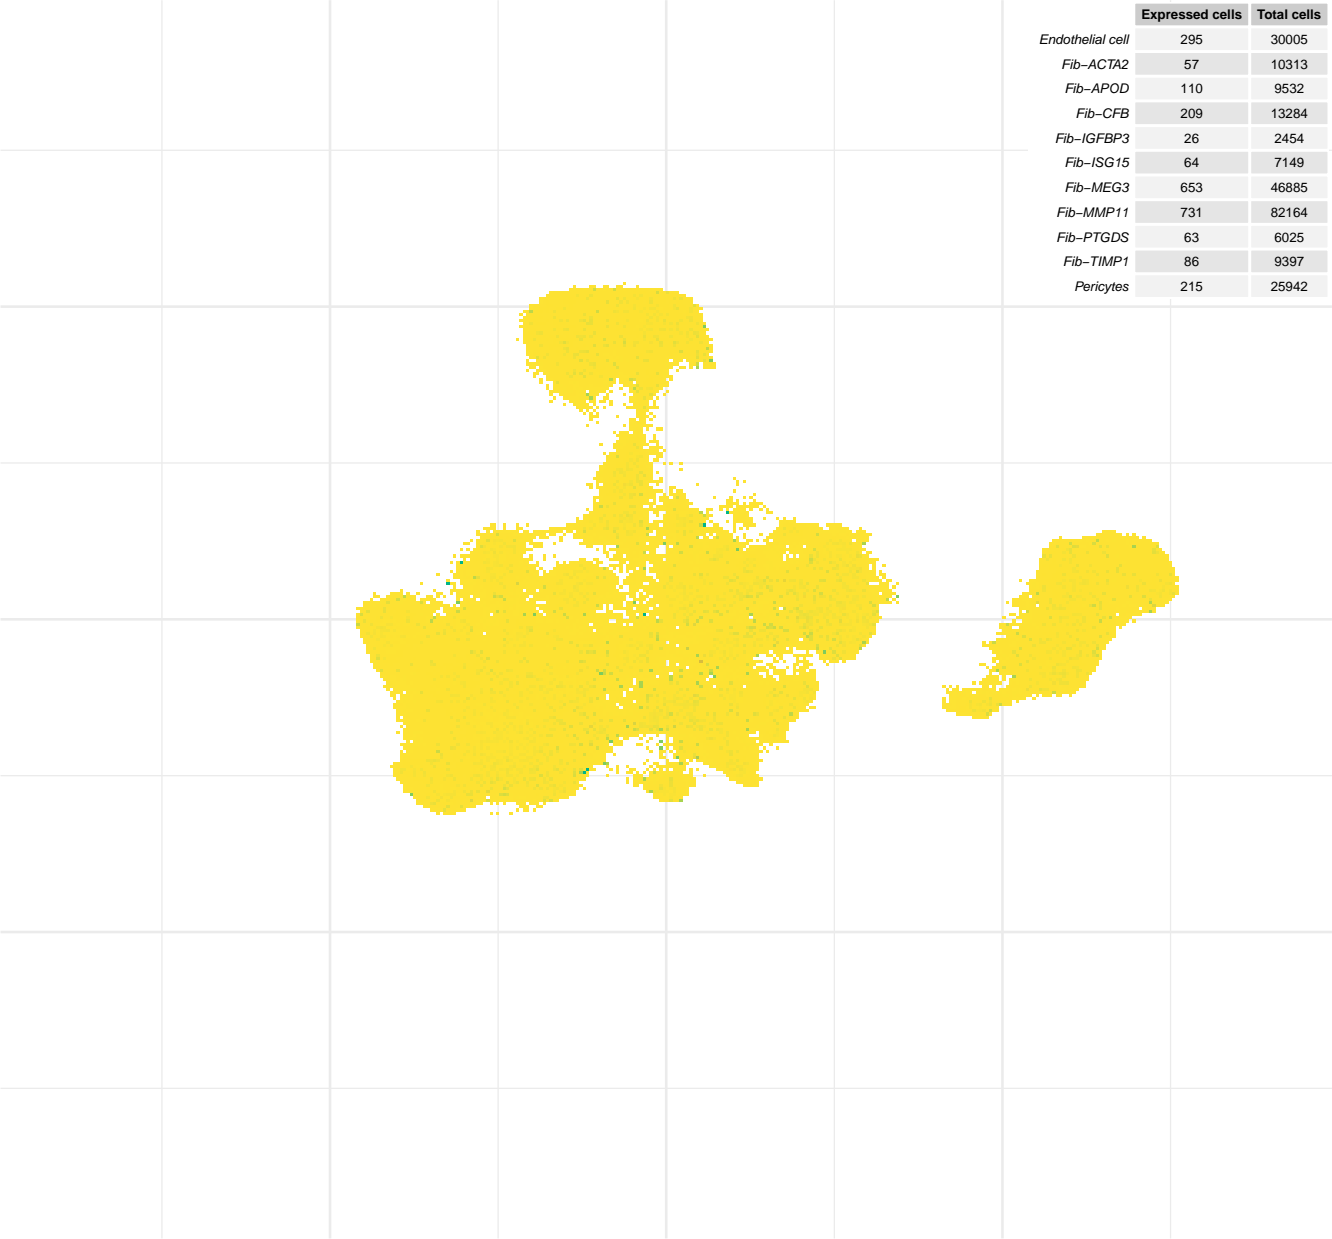 Expressed cells Total cells
Endothelial cell 295 30005
Fib−ACTA2 57 10313
Fib−APOD 110 9532
Fib−CFB 209 13284
Fib−IGFBP3 26 2454
Fib−ISG15 64 7149
Fib−MEG3 653 46885
Fib−MMP11 731 82164
Fib−PTGDS 63 6025
Fib−TIMP1 86 9397
Pericytes 215 25942